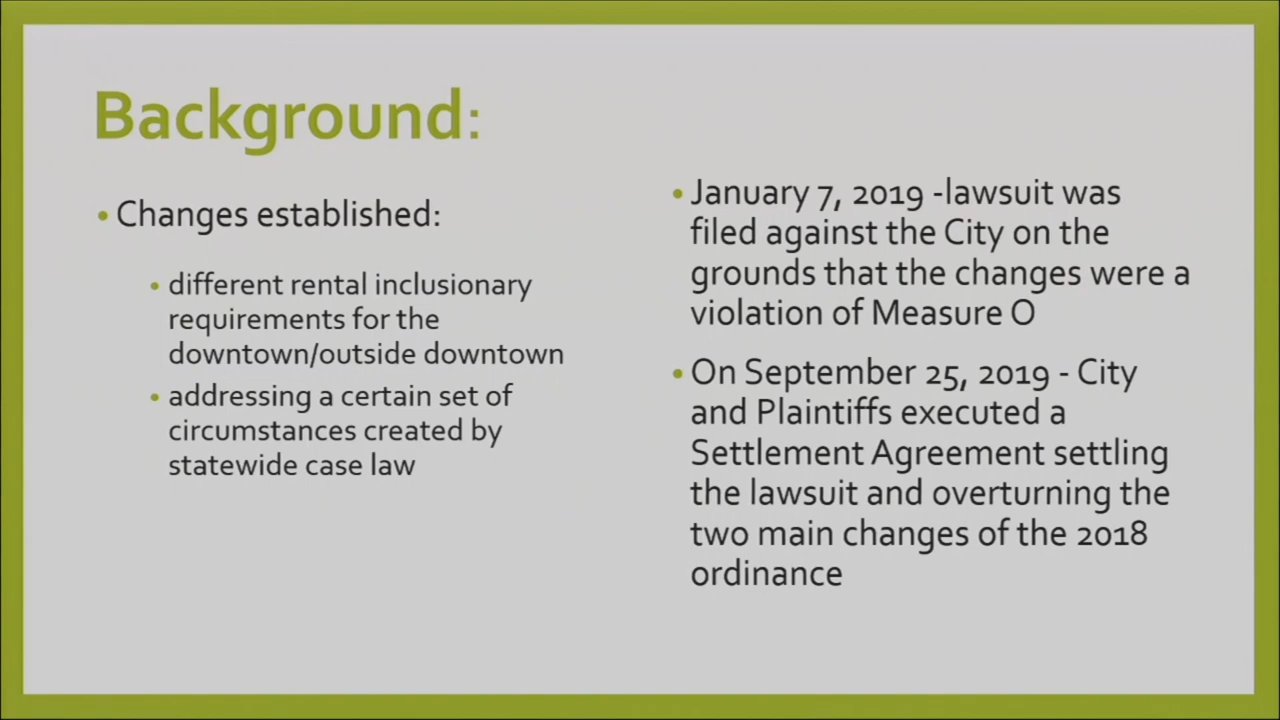 Background:
• Changes established:
• different rental inclusionary
requirements for the
downtown/outside downtown
• addressing a certain set of
circumstances created by
statewide case law
• January 7, 2019 -lawsuit was
filed against the City on the
grounds that the changes were a
violation of Measure O
• On September 25, 2019 - City
and Plaintiffs executed a
Settlement Agreement settling
the lawsuit and overturning the
two main changes of the 2018
ordinance